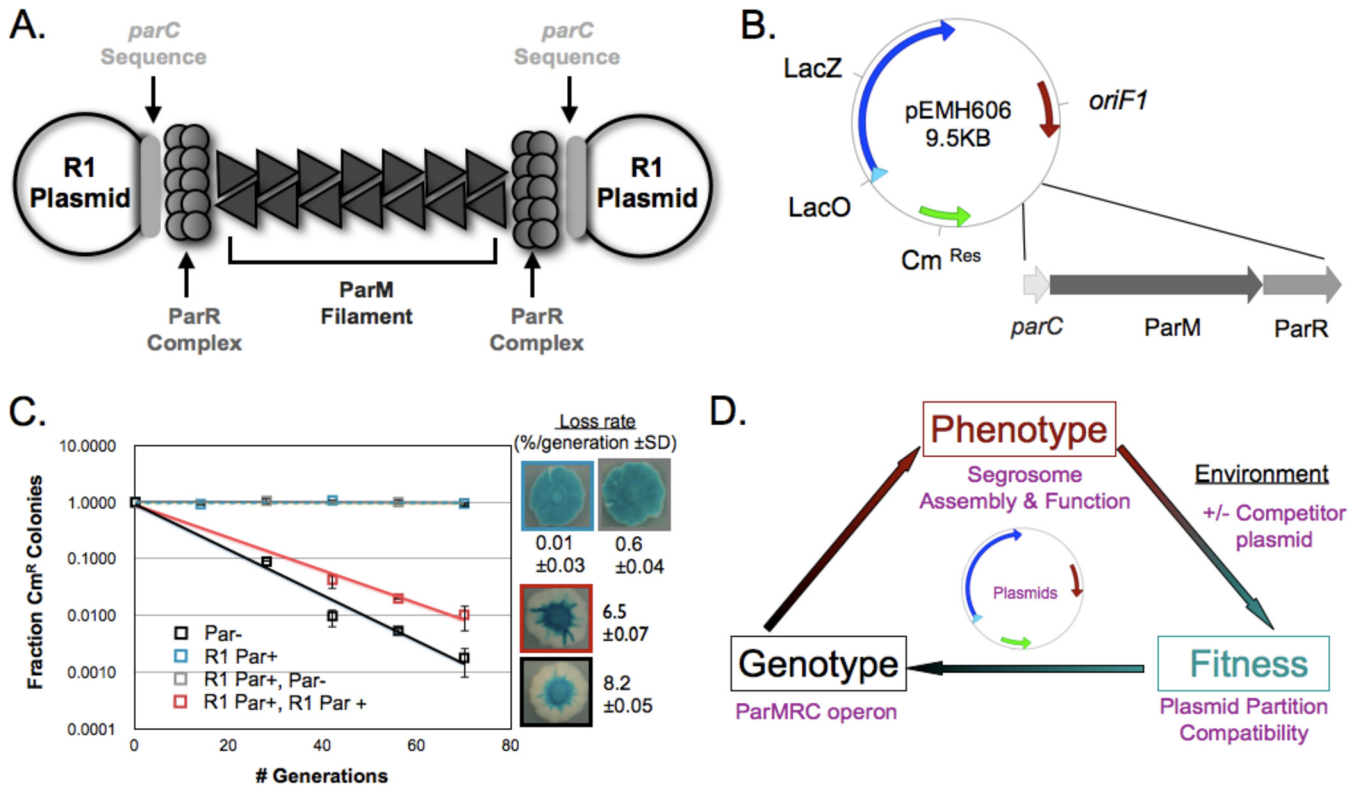 A.
parC
Sequence
parC
Sequence
R1
Plasmid
R1
Plasmid
ParR
Complex
ParM
Filament
ParR
Complex
B.
LacZ
pEMH606
9.5KB
oriF1
LacO
Cm Res
parC
ParM
ParR
C.
Loss rate
(%/generation ±SD)
10.0000
1.0000
0.1000
0.0100
0.0010
0.0001
Fraction CmR Colonies
0
20
40
60
80
# Generations
Par-
R1 Par+
R1 Par+, Par-
R1 Par+, R1 Par +
0.01
±0.03
0.6
±0.04
6.5
±0.07
8.2
±0.05
D.
Phenotype
Segrosome
Assembly & Function
Environment
+/- Competitor
plasmid
Plasmids
Genotype
ParMRC operon
Fitness
Plasmid Partition
Compatibility